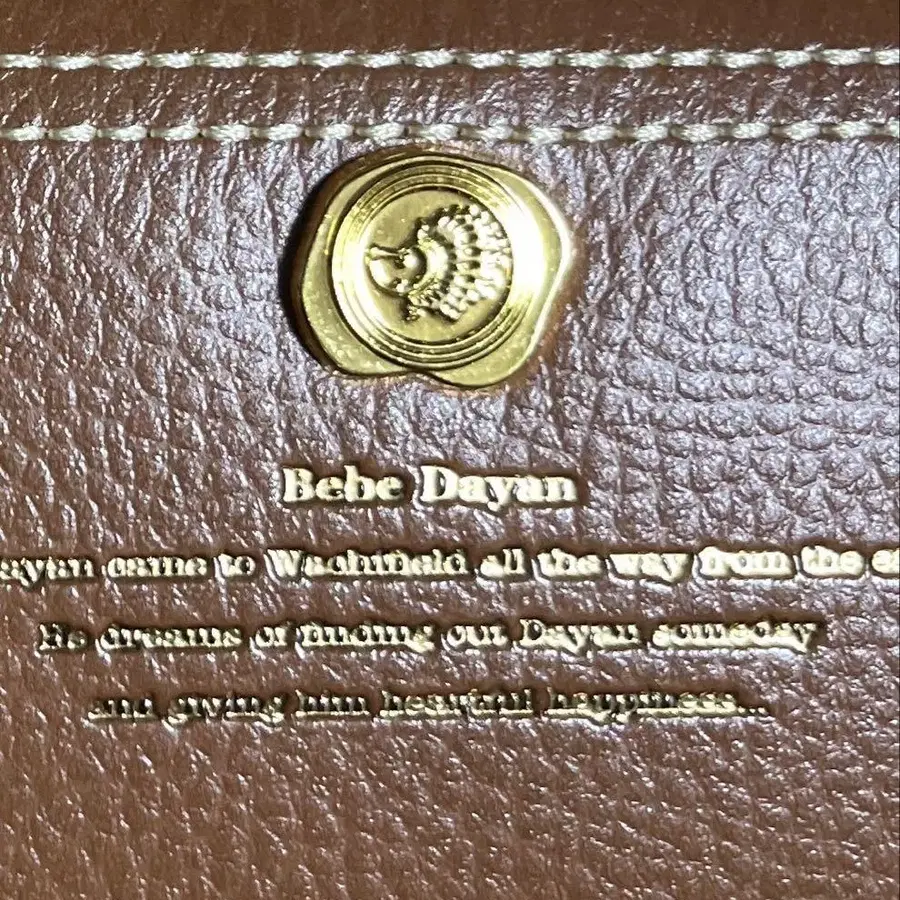 Bebe Dayan
ayan came to Wachifield all the way from the
He dreams of finding out Dayan someday
and giving him heartful happiness...